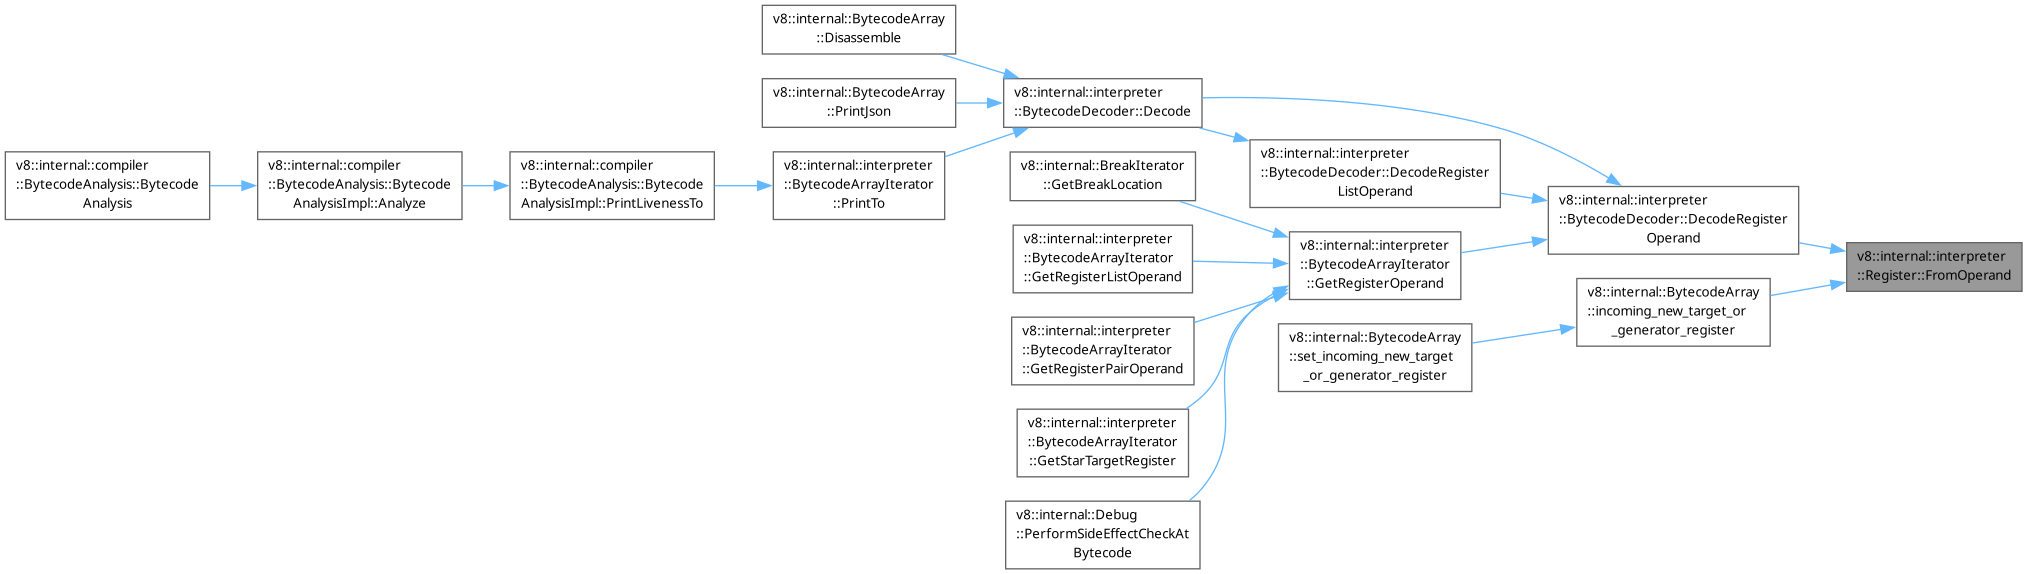 v8::internal::BytecodeArray
::Disassemble
v8::internal::BytecodeArray
::PrintJson
v8::internal::interpreter
::BytecodeDecoder::Decode
v8::internal::compiler
::BytecodeAnalysis::Bytecode
Analysis
v8::internal::compiler
::BytecodeAnalysis::Bytecode
AnalysisImpl::Analyze
v8::internal::compiler
::BytecodeAnalysis::Bytecode
AnalysisImpl::PrintLivenessTo
v8::internal::interpreter
::BytecodeArrayIterator
::PrintTo
v8::internal::BreakIterator
::GetBreakLocation
v8::internal::interpreter
::BytecodeDecoder::DecodeRegister
ListOperand
v8::internal::interpreter
::BytecodeDecoder::DecodeRegister
Operand
v8::internal::interpreter
::Register::FromOperand
v8::internal::interpreter
::BytecodeArrayIterator
::GetRegisterListOperand
v8::internal::interpreter
::BytecodeArrayIterator
::GetRegisterOperand
v8::internal::BytecodeArray
::incoming_new_target_or
_generator_register
v8::internal::interpreter
::BytecodeArrayIterator
::GetRegisterPairOperand
v8::internal::BytecodeArray
::set_incoming_new_target
_or_generator_register
v8::internal::interpreter
::BytecodeArrayIterator
::GetStarTargetRegister
v8::internal::Debug
::PerformSideEffectCheckAt
Bytecode